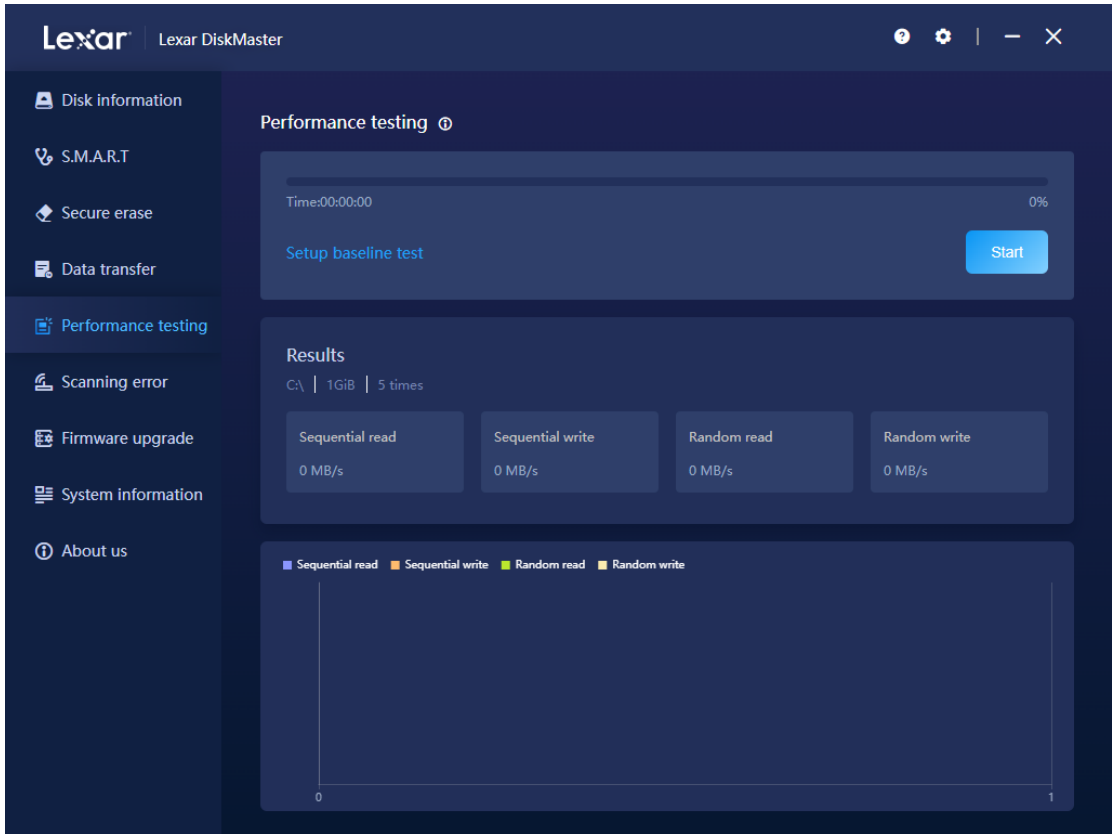 Lexar Lexar DiskMaster
Disk information
S.M.A.R.T
Secure erase
Data transfer
Performance testing
Scanning error
Firmware upgrade
System information
About us
Performance testing
Time:00:00:00 0%
Setup baseline test Start
Results
C:\ | 1GiB | 5 times
Sequential read Sequential write Random read Random write
0 MB/s 0 MB/s 0 MB/s 0 MB/s
Sequential read Sequential write Random read Random write
0 1